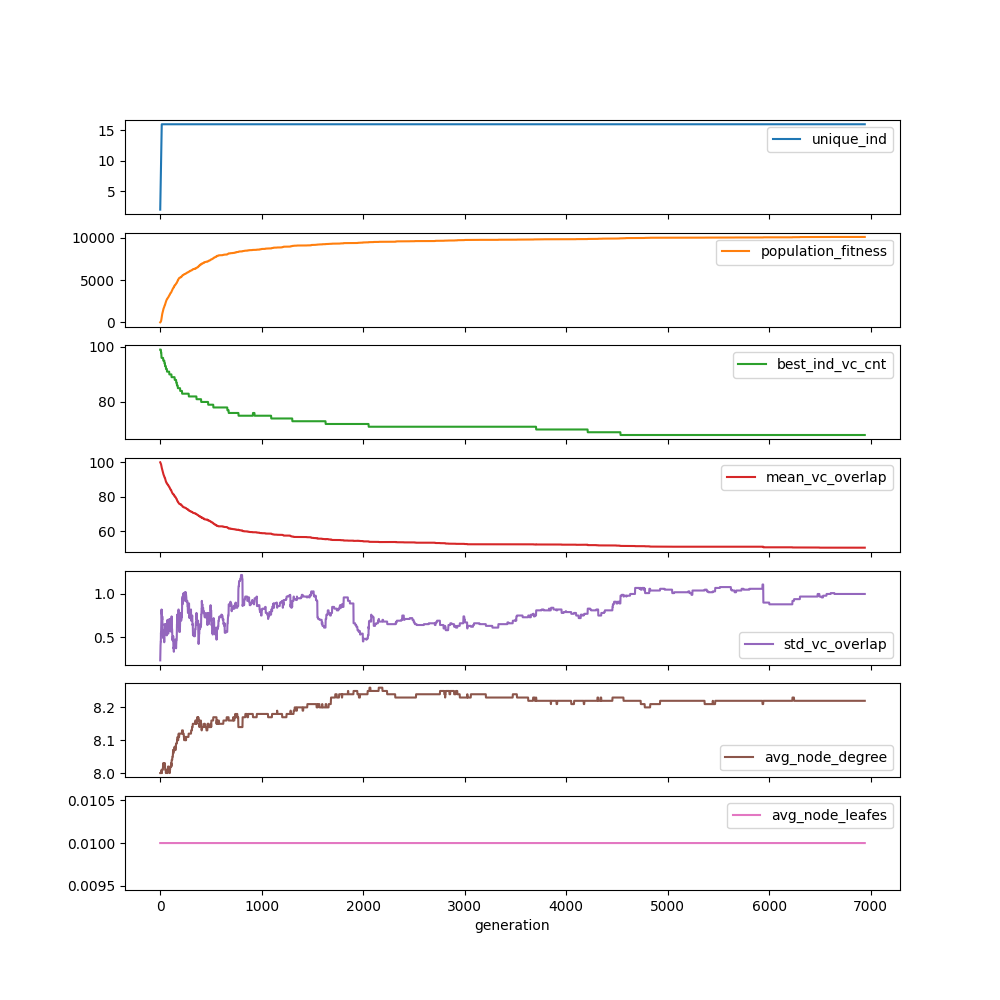 15
10
5
unique_ind
10000
5000
0
population_fitness
100
80
best_ind_vc_cnt
100
80
60
mean_vc_overlap
1.0
0.5
std_vc_overlap
8.2
8.1
8.0
avg_node_degree
0.0105
0.0100
0.0095
avg_node_leafes
0 1000 2000 3000 4000 5000 6000 7000
generation